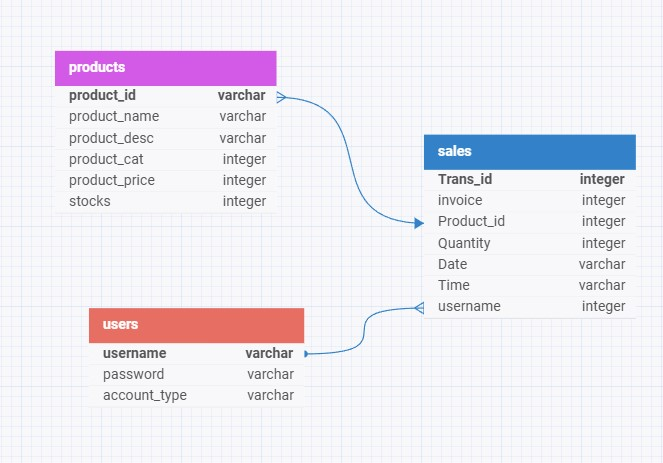 products
product_id varchar
product_name varchar
product_desc varchar
product_cat integer
product_price integer
stocks integer
sales
Trans_id integer
invoice integer
Product_id integer
Quantity integer
Date varchar
Time varchar
username integer
users
username varchar
password varchar
account_type varchar